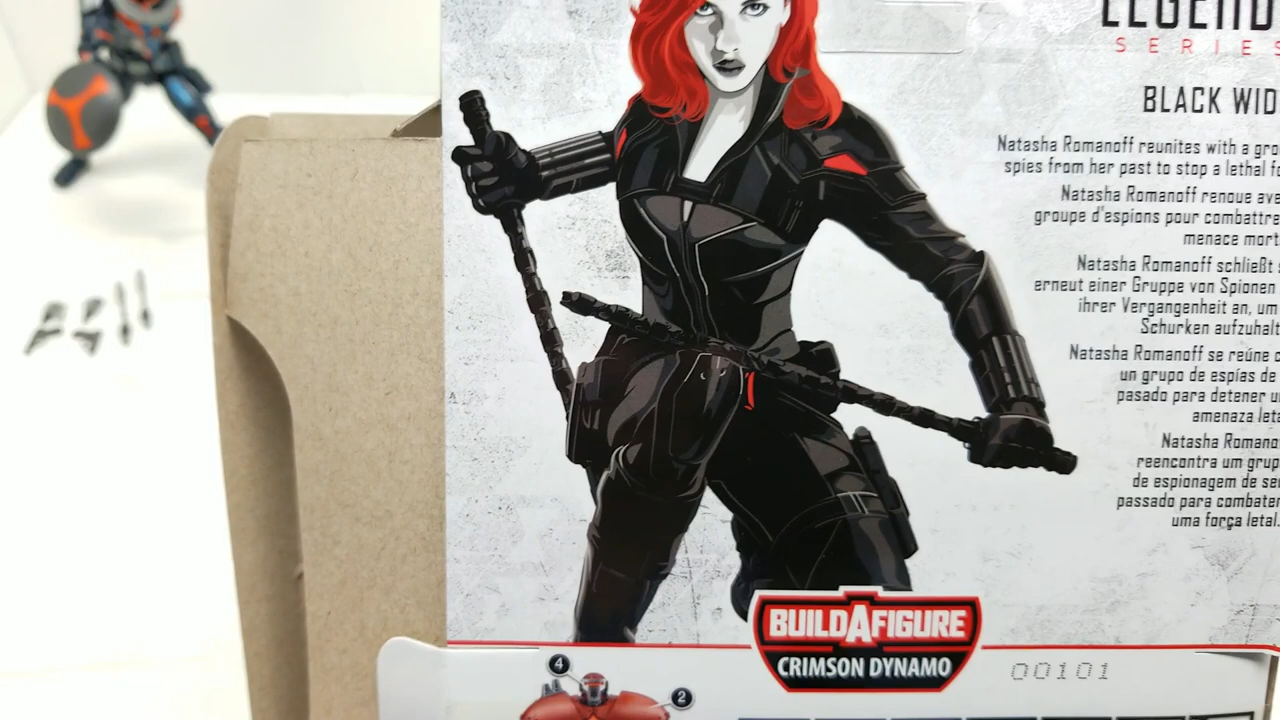 LEGEND
SERIES
BLACK WID
Natasha Romanoff reunites with a gro
spies from her past to stop a lethal fo
Natasha Romanoff renoue ave
groupe d'espions pour combattre
menace mort
Natasha Romanoff schließt s
erneut einer Gruppe von Spionen
ihrer Vergangenheit an, um
Schurken aufzuhalt
Natasha Romanoff se reúne c
un grupo de espías de
pasado para detener u
amenaza leta
Natasha Romano
reencontra um grup
de espionagem de se
passado para combater
uma força letal.
BUILDAFIGURE
CRIMSON DYNAMO
00101
4
2